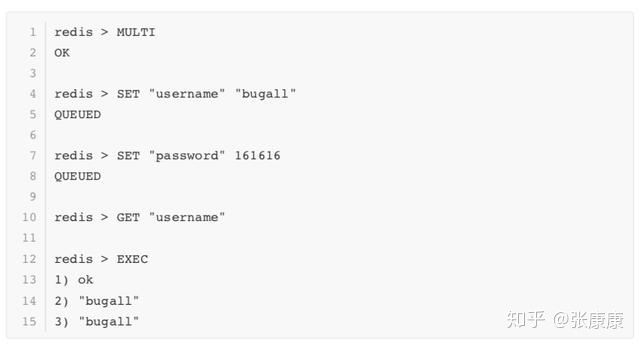 1 redis > MULTI
2 OK
3
4 redis > SET "username" "bugall"
5 QUEUED
6
7 redis > SET "password" 161616
8 QUEUED
9
10 redis > GET "username"
11
12 redis > EXEC
13 1) ok
14 2) "bugall"
15 3) "bugall"
知乎 @张康康